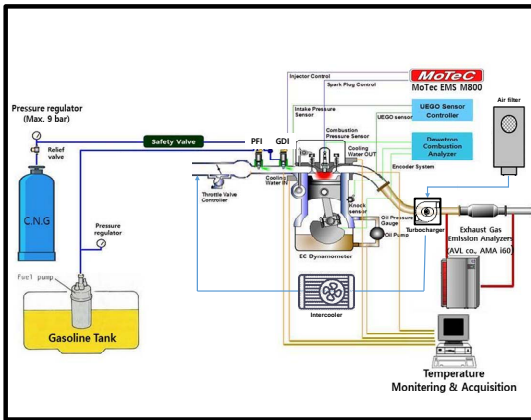 Injector Control
MoTeC
Spark Plug Control
MoTec EMS M800
Air filter
Intake Pressure
Sensor
UEGO sensor
UEGO Sensor
Controller
Pressure regulator
(Max. 9 bar)
Combustion
Pressure Sensor
Safety Valve
PFI
GDI
Dewetron
Combustion
Analyzer
Relief
valve
Cooling
Water OUT
Encoder System
Cooling
Water IN
Throttle Valve
Controller
C.N.G
Knock
sensor
Oil Pressure
Gauge
Turbocharger
Oil Pump
Pressure
regulator
Exhaust Gas
Emission Analyzers
(AVL co., AMA i60)
EC Dynamometer
fuel pump
Intercooler
Gasoline Tank
Temperature
Monitering & Acquisition